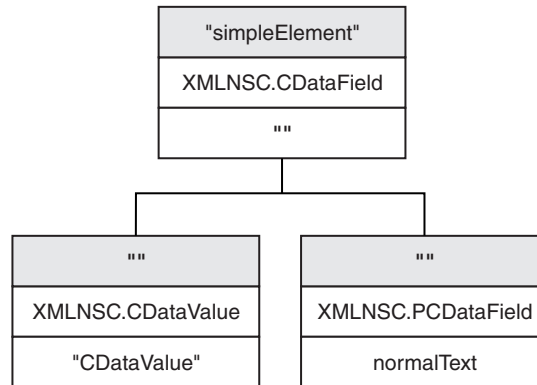 "simpleElement"
XMLNSC.CDataField
""
""
""
XMLNSC.CDataValue
XMLNSC.PCDataField
"CDataValue"
normalText